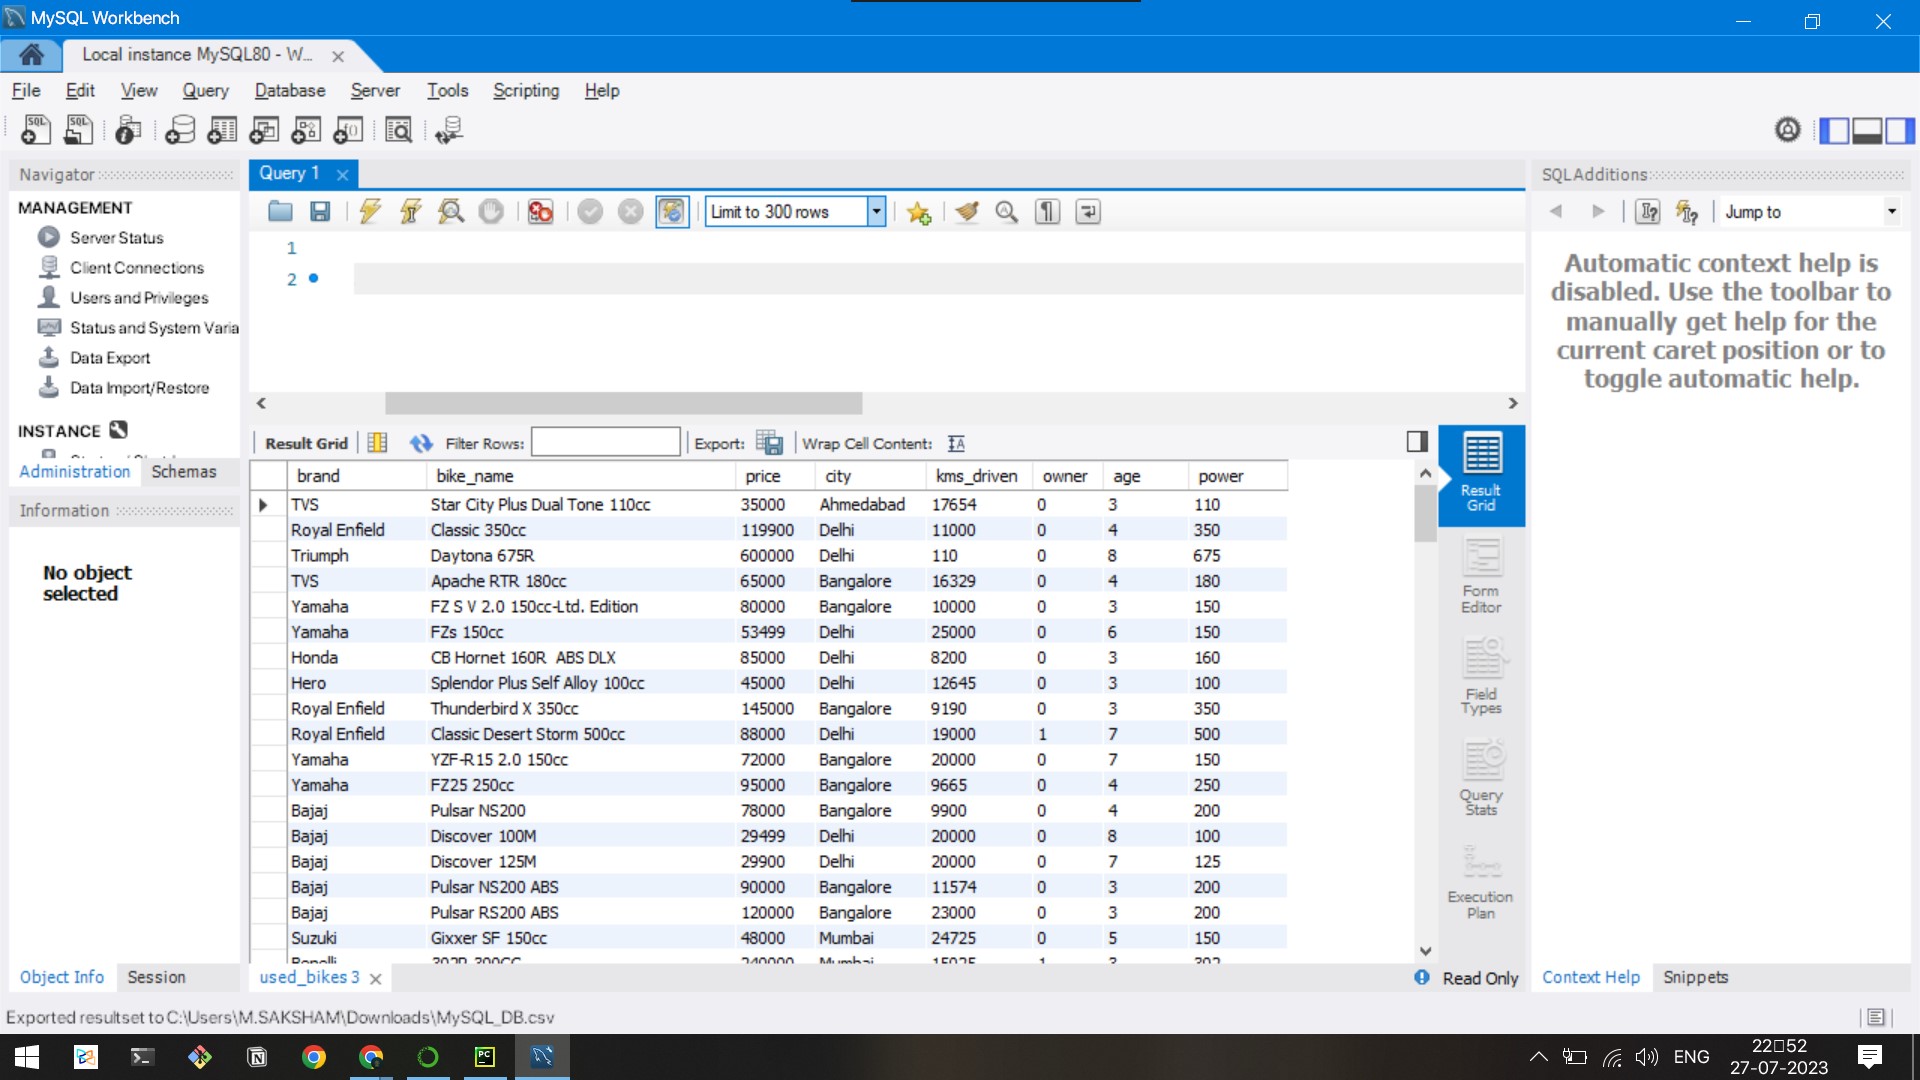 MySQL Workbench
Local instance MySQL80 - W...
File Edit View Query Database Server Tools Scripting Help
Navigator
MANAGEMENT
Server Status
Client Connections
Users and Privileges
Status and System Varia
Data Export
Data Import/Restore
INSTANCE
Administration Schemas
Information
No object
selected
Object Info Session
Query 1
Limit to 300 rows
1
2
Result Grid Filter Rows: Export: Wrap Cell Content:
brand bike_name price city kms_driven owner age power
TVS Star City Plus Dual Tone 110cc 35000 Ahmedabad 17654 0 3 110
Royal Enfield Classic 350cc 119900 Delhi 11000 0 4 350
Triumph Daytona 675R 600000 Delhi 110 0 8 675
TVS Apache RTR 180cc 65000 Bangalore 16329 0 4 180
Yamaha FZ S V 2.0 150cc-Ltd. Edition 80000 Bangalore 10000 0 3 150
Yamaha FZs 150cc 53499 Delhi 25000 0 6 150
Honda CB Hornet 160R ABS DLX 85000 Delhi 8200 0 3 160
Hero Splendor Plus Self Alloy 100cc 45000 Delhi 12645 0 3 100
Royal Enfield Thunderbird X 350cc 145000 Bangalore 9190 0 3 350
Royal Enfield Classic Desert Storm 500cc 88000 Delhi 19000 1 7 500
Yamaha YZF-R15 2.0 150cc 72000 Bangalore 20000 0 7 150
Yamaha FZ25 250cc 95000 Bangalore 9665 0 4 250
Bajaj Pulsar NS200 78000 Bangalore 9900 0 4 200
Bajaj Discover 100M 29499 Delhi 20000 0 8 100
Bajaj Discover 125M 29900 Delhi 20000 0 7 125
Bajaj Pulsar NS200 ABS 90000 Bangalore 11574 0 3 200
Bajaj Pulsar RS200 ABS 120000 Bangalore 23000 0 3 200
Suzuki Gixxer SF 150cc 48000 Mumbai 24725 0 5 150
used_bikes 3
Read Only
Result
Grid
Form
Editor
Field
Types
Query
Stats
Execution
Plan
SQLAdditions
Jump to
Automatic context help is
disabled. Use the toolbar to
manually get help for the
current caret position or to
toggle automatic help.
Context Help Snippets
Exported resultset to C:\Users\M.SAKSHAM\Downloads\MySQL_DB.csv
ENG
22□52
27-07-2023